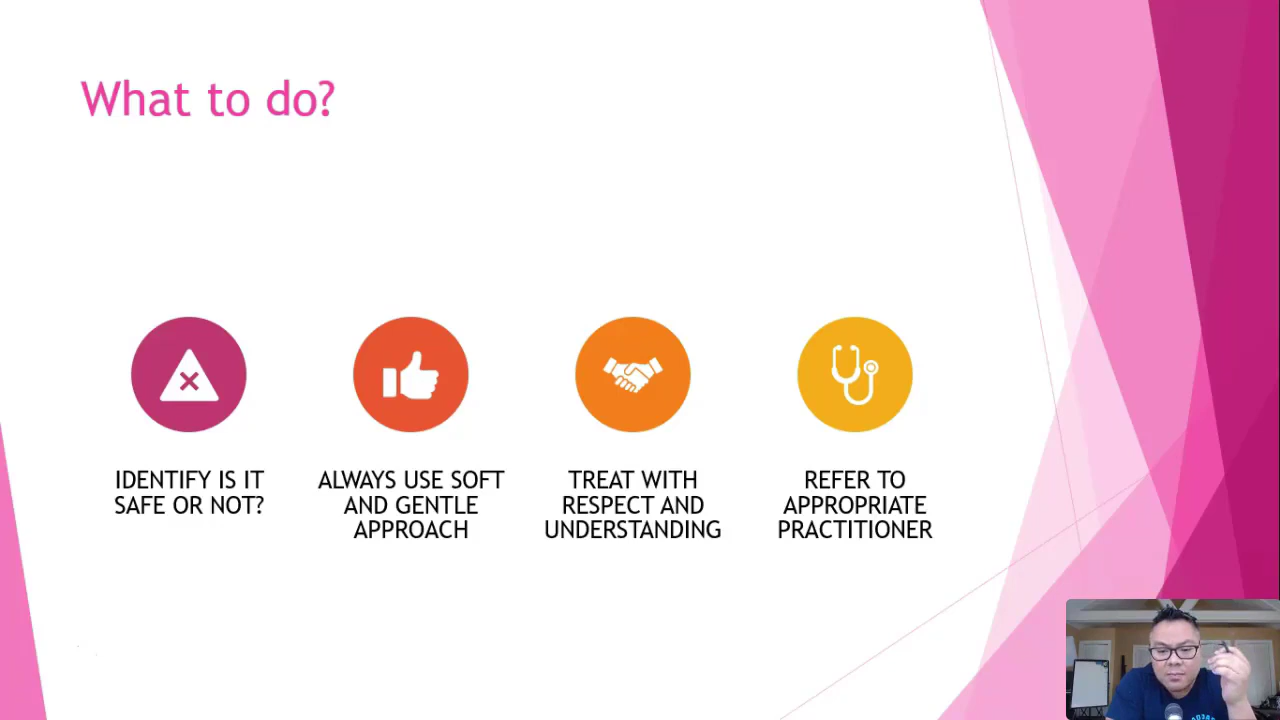 What to do?
IDENTIFY IS IT
SAFE OR NOT?
ALWAYS USE SOFT
AND GENTLE
APPROACH
TREAT WITH
RESPECT AND
UNDERSTANDING
REFER TO
APPROPRIATE
PRACTITIONER